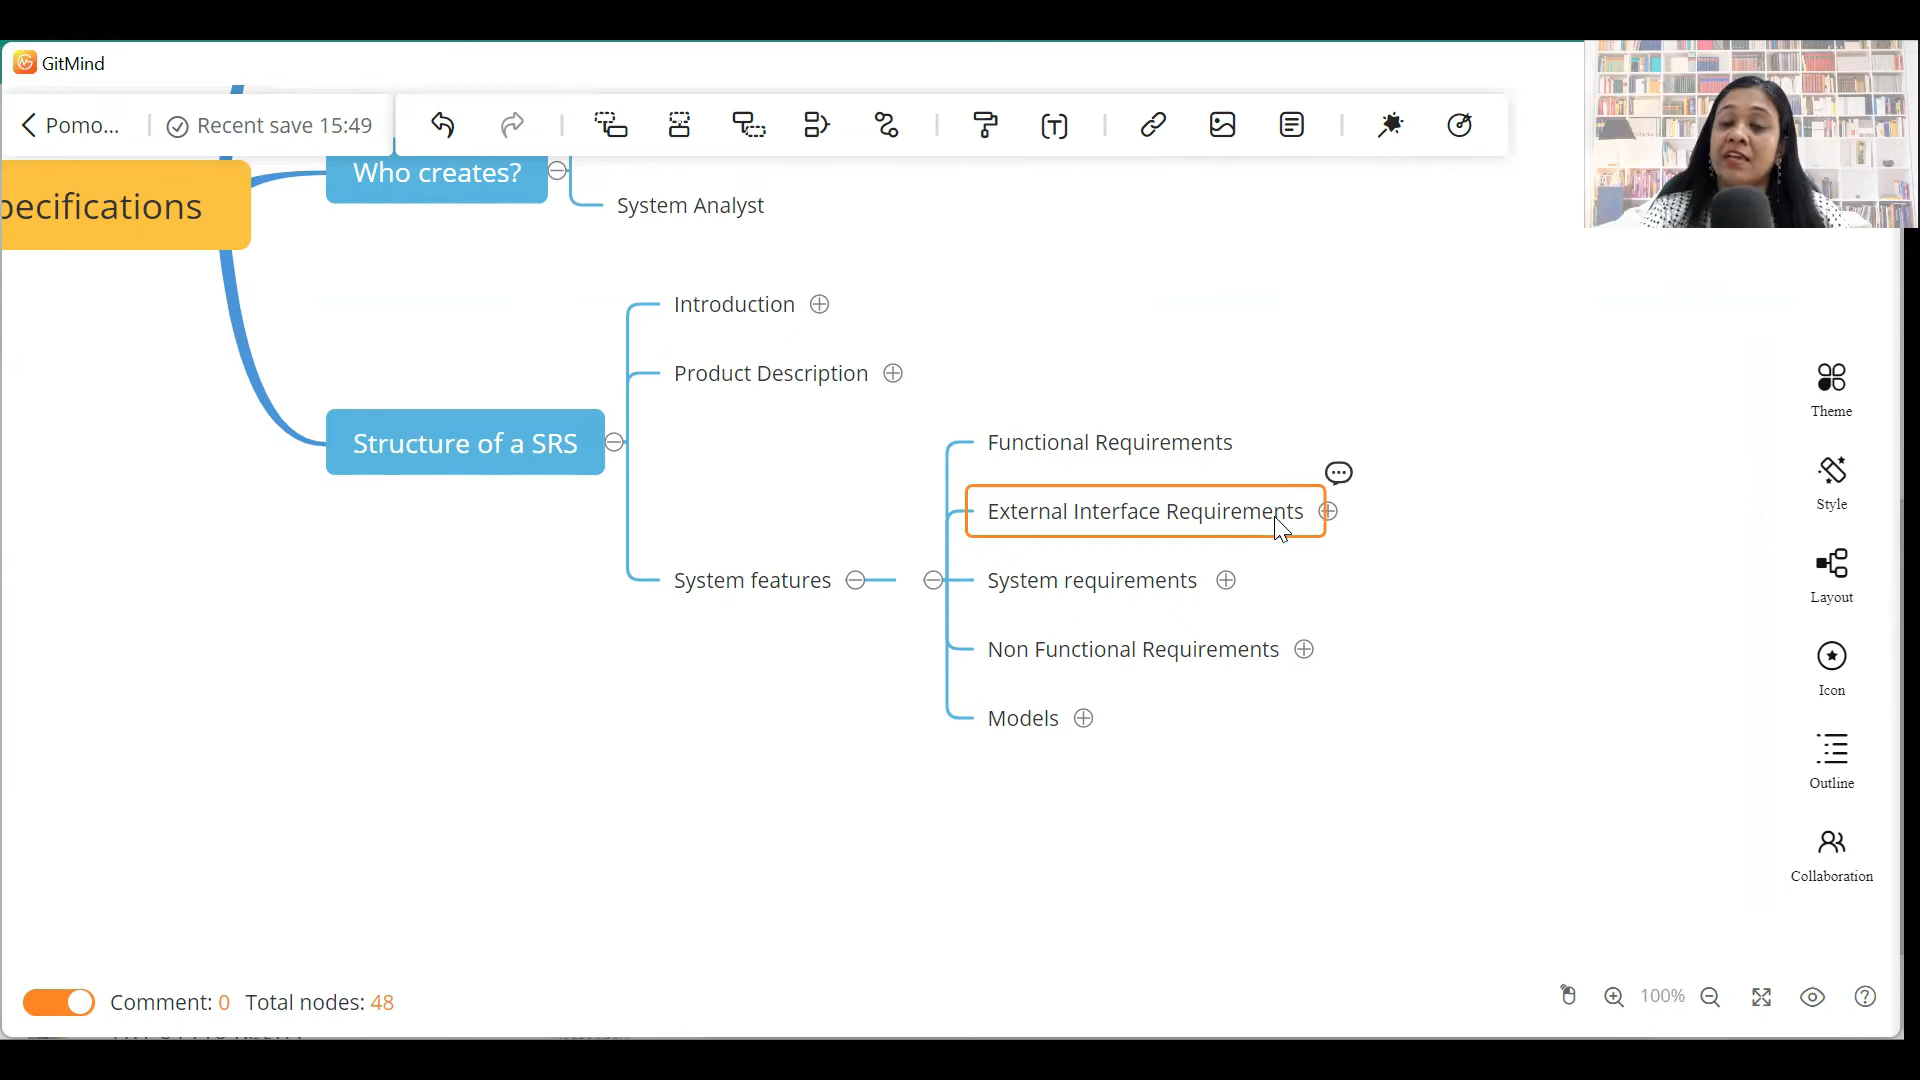 GitMind
Pomo...
Recent save 15:49
Who creates?
pecifications
System Analyst
Introduction
Product Description
Structure of a SRS
Functional Requirements
External Interface Requirements
System features
System requirements
Non Functional Requirements
Models
Theme
Style
Layout
Icon
Outline
Collaboration
Comment: 0 Total nodes: 48
100%